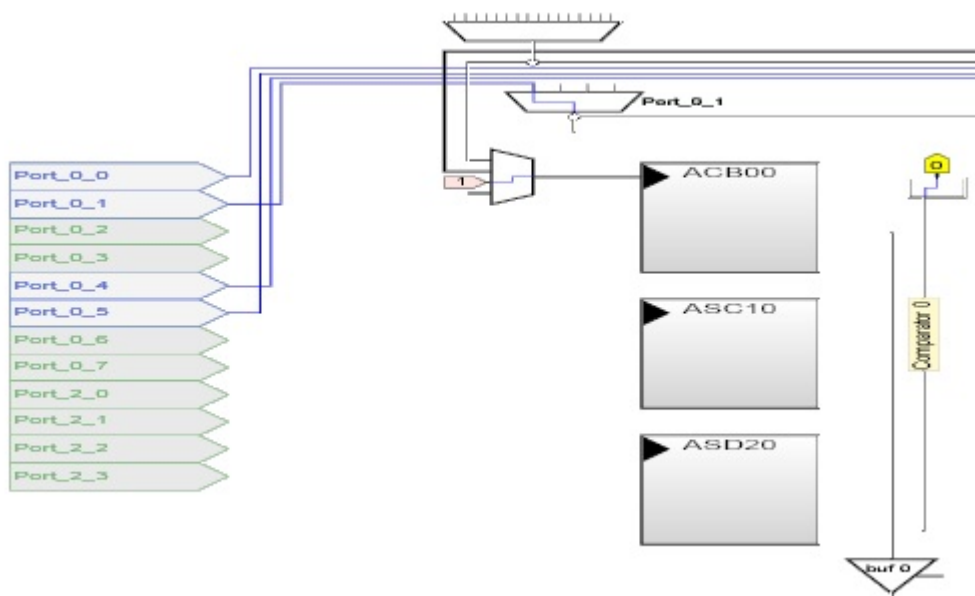 Port_0_1
Port_0_0
Port_0_1
Port_0_2
Port_0_3
Port_0_4
Port_0_5
Port_0_6
Port_0_7
Port_2_0
Port_2_1
Port_2_2
Port_2_3
1
ACB00
ASC10
ASD20
0
Comparator 0
buf 0